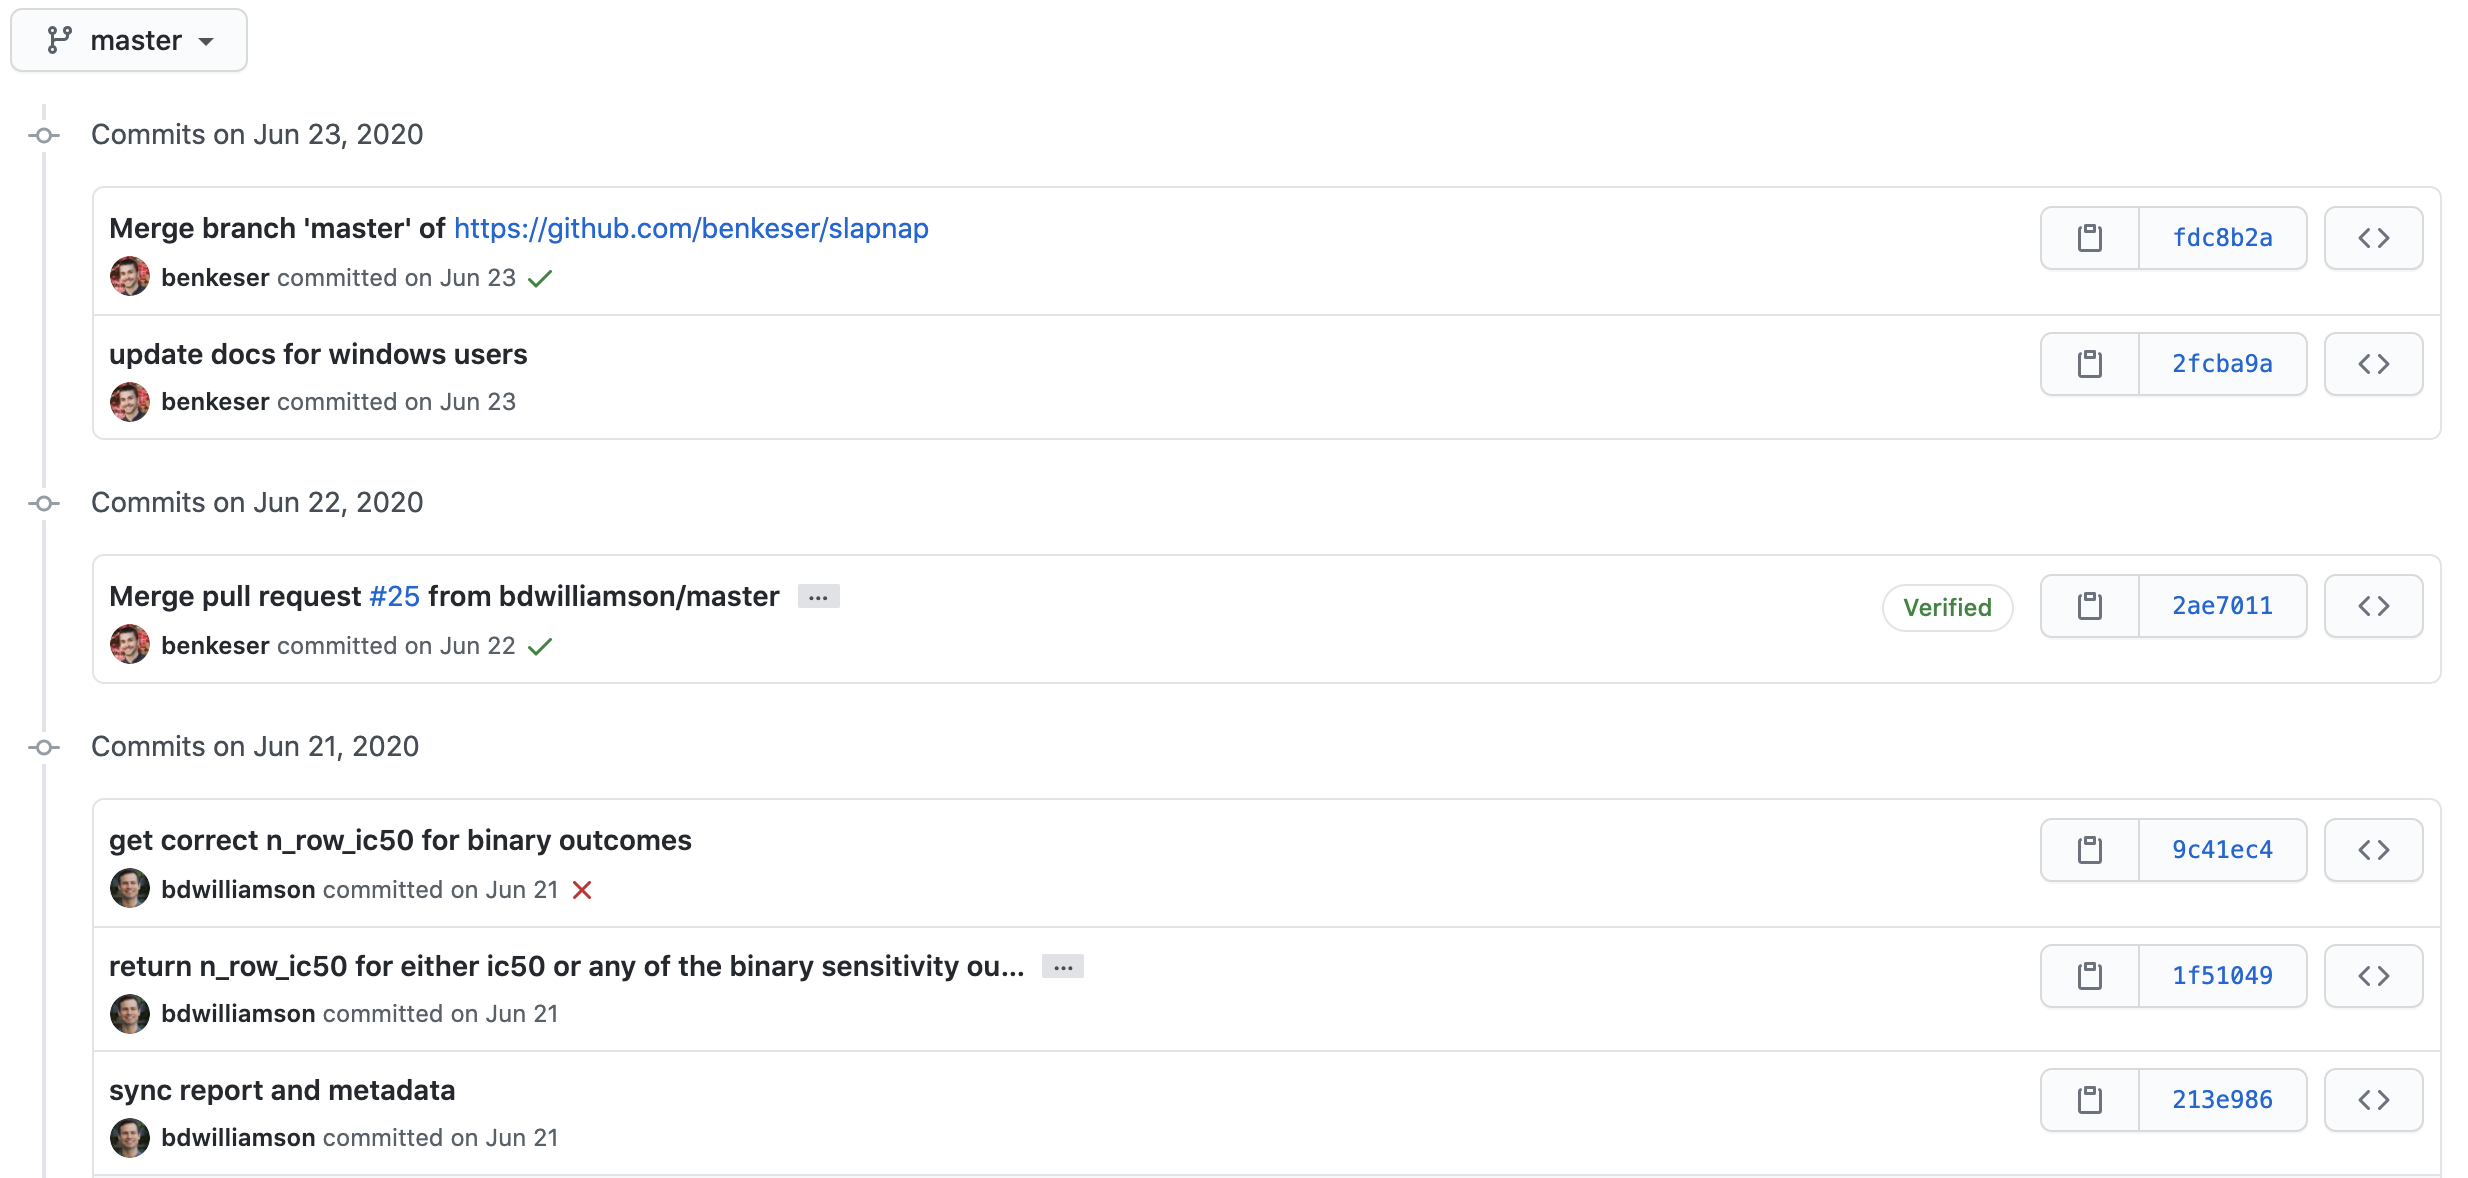 master
Commits on Jun 23, 2020
Merge branch 'master' of https://github.com/benkeser/slapnap
fdc8b2a
benkeser committed on Jun 23
update docs for windows users
2fcba9a
benkeser committed on Jun 23
Commits on Jun 22, 2020
Merge pull request #25 from bdwilliamson/master ...
Verified
2ae7011
benkeser committed on Jun 22
Commits on Jun 21, 2020
get correct n_row_ic50 for binary outcomes
9c41ec4
bdwilliamson committed on Jun 21
return n_row_ic50 for either ic50 or any of the binary sensitivity ou... ...
1f51049
bdwilliamson committed on Jun 21
sync report and metadata
213e986
bdwilliamson committed on Jun 21